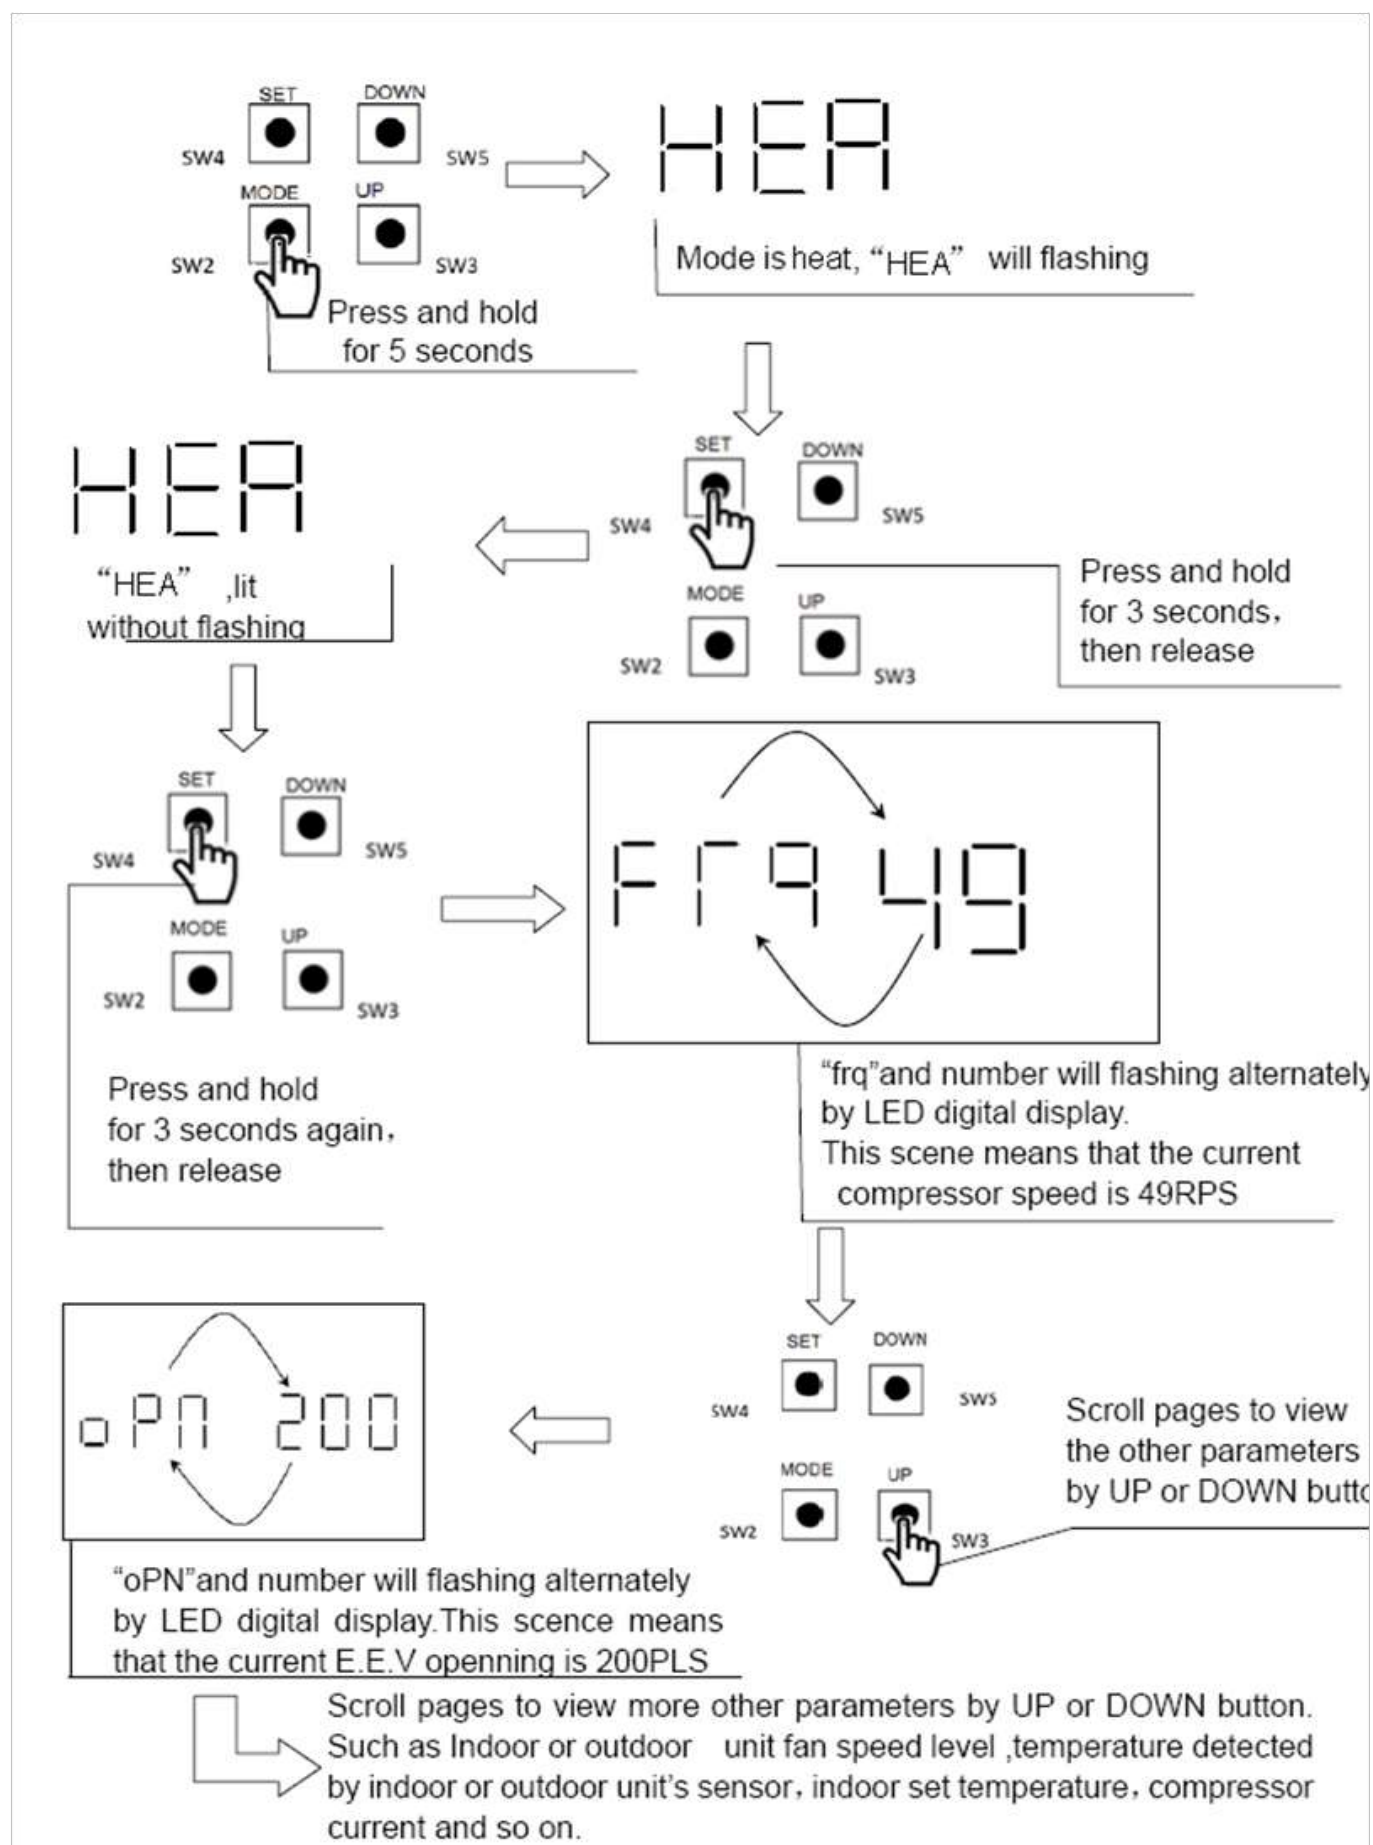 SET DOWN
SW4 SW5
MODE UP
SW2 SW3
Press and hold
for 5 seconds
HEA
Mode is heat, “HEA” will flashing
SET DOWN
SW4 SW5
MODE UP
SW2 SW3
Press and hold
for 3 seconds,
then release
HEA
“HEA” ,lit
without flashing
SET DOWN
SW4 SW5
MODE UP
SW2 SW3
Press and hold
for 3 seconds again,
then release
Frq 49
“frq”and number will flashing alternately
by LED digital display.
This scene means that the current
compressor speed is 49RPS
SET DOWN
SW4 SW5
MODE UP
SW2 SW3
Scroll pages to view
the other parameters
by UP or DOWN
oPN 200
“oPN”and number will flashing alternately
by LED digital display.This scence means
that the current E.E.V openning is 200PLS
Scroll pages to view more other parameters by UP or DOWN button.
Such as Indoor or outdoor unit fan speed level ,temperature detected
by indoor or outdoor unit's sensor, indoor set temperature, compressor
current and so on.